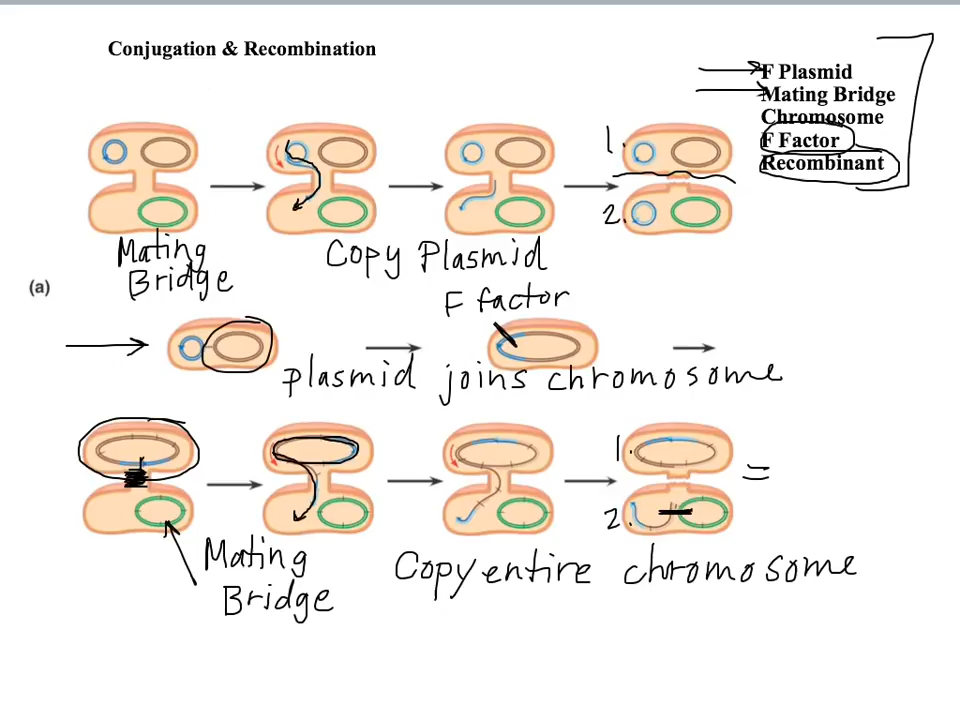 Conjugation & Recombination
F Plasmid
Mating Bridge
Chromosome
F Factor
Recombinant
1.
2.
Mating
Bridge
Copy Plasmid
(a)
F factor
plasmid joins chromosome
1.
=
2.
Mating
Bridge
Copy entire chromosome